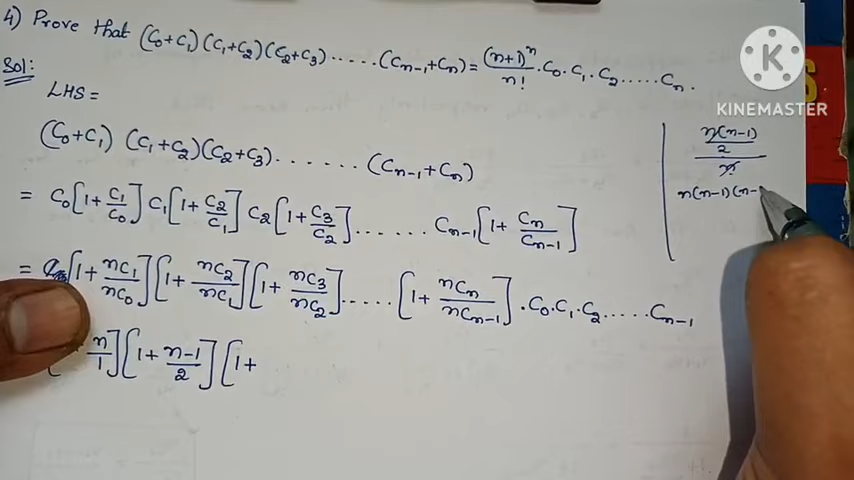 4) Prove that (C₀+C₁)(C₁+C₂)(C₂+C₃).....(Cₙ₋₁+Cₙ) = (n+1)ⁿ/n! . C₀.C₁.C₂.....Cₙ.
Sol:
LHS =
(C₀+C₁) (C₁+C₂)(C₂+C₃)......(Cₙ₋₁+Cₙ)
= C₀[1+C₁/C₀] C₁[1+C₂/C₁] C₂[1+C₃/C₂]......Cₙ₋₁[1+Cₙ/Cₙ₋₁]
= [1+nC₁/nC₀][1+nC₂/nC₁][1+nC₃/nC₂].....[1+nCₙ/nCₙ₋₁].C₀.C₁.C₂.....Cₙ₋₁
n/1][1+n-1/2][1+
n(n-1)
2
n(n-1)(n-
KINEMASTER